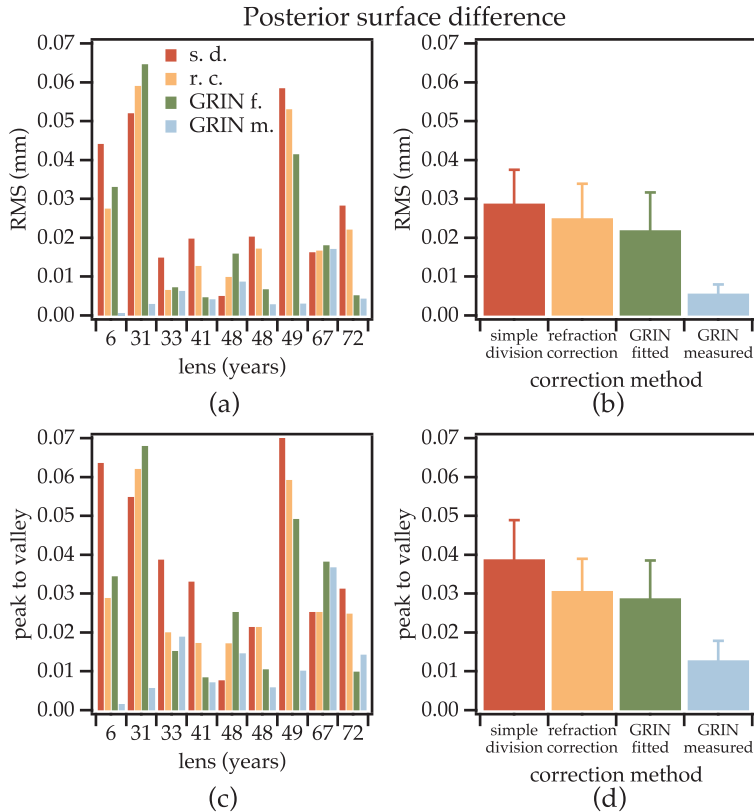 Posterior surface difference
0.07
0.06
0.05
0.04
0.03
0.02
0.01
0.00
RMS (mm)
s. d.
r. c.
GRIN f.
GRIN m.
6 31 33 41 48 48 49 67 72
lens (years)
(a)
0.07
0.06
0.05
0.04
0.03
0.02
0.01
0.00
RMS (mm)
simple refraction GRIN GRIN
division correction fitted measured
correction method
(b)
0.07
0.06
0.05
0.04
0.03
0.02
0.01
0.00
peak to valley
6 31 33 41 48 48 49 67 72
lens (years)
(c)
0.07
0.06
0.05
0.04
0.03
0.02
0.01
0.00
peak to valley
simple refraction GRIN GRIN
division correction fitted measured
correction method
(d)